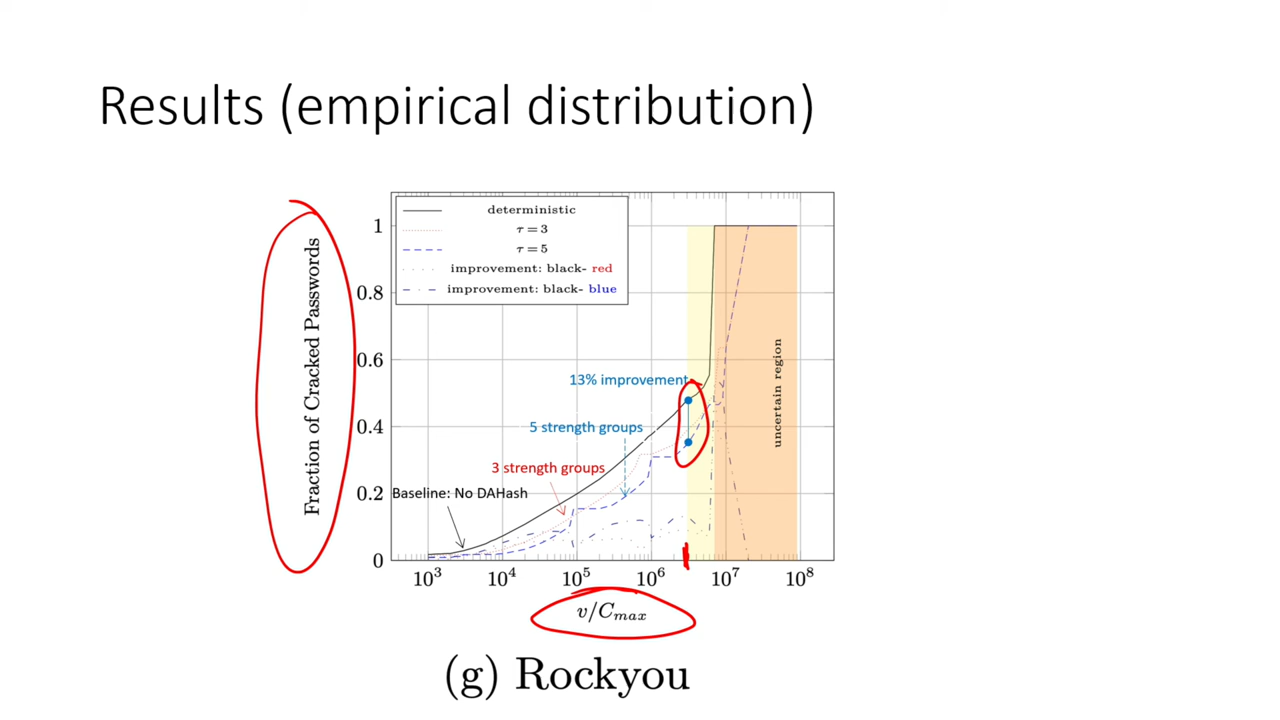 Results (empirical distribution)
deterministic
τ = 3
τ = 5
improvement: black- red
improvement: black- blue
Fraction of Cracked Passwords
1
0.8
0.6
0.4
0.2
0
13% improvement
5 strength groups
3 strength groups
Baseline: No DAHash
uncertain region
10³ 10⁴ 10⁵ 10⁶ 10⁷ 10⁸
v/Cₘₐₓ
(g) Rockyou